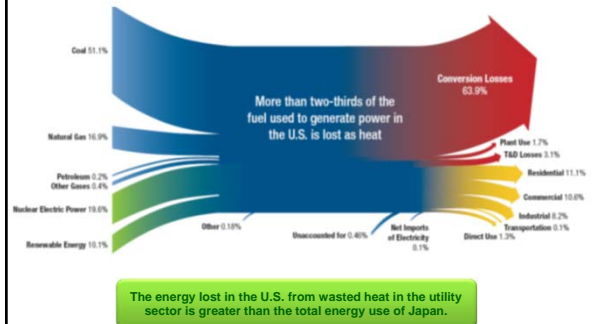 Coal 51.1%
Conversion Losses
63.9%
More than two-thirds of the
fuel used to generate power in
the U.S. is lost as heat
Natural Gas 16.9%
Plant Use 1.7%
T&D Losses 3.1%
Petroleum 0.2%
Other Gases 0.4%
Residential 11.1%
Nuclear Electric Power 19.6%
Commercial 10.6%
Industrial 8.2%
Transportation 0.1%
Direct Use 1.3%
Other 0.18%
Unaccounted for 0.46%
Net Imports
of Electricity
0.1%
Renewable Energy 10.1%
The energy lost in the U.S. from wasted heat in the utility
sector is greater than the total energy use of Japan.